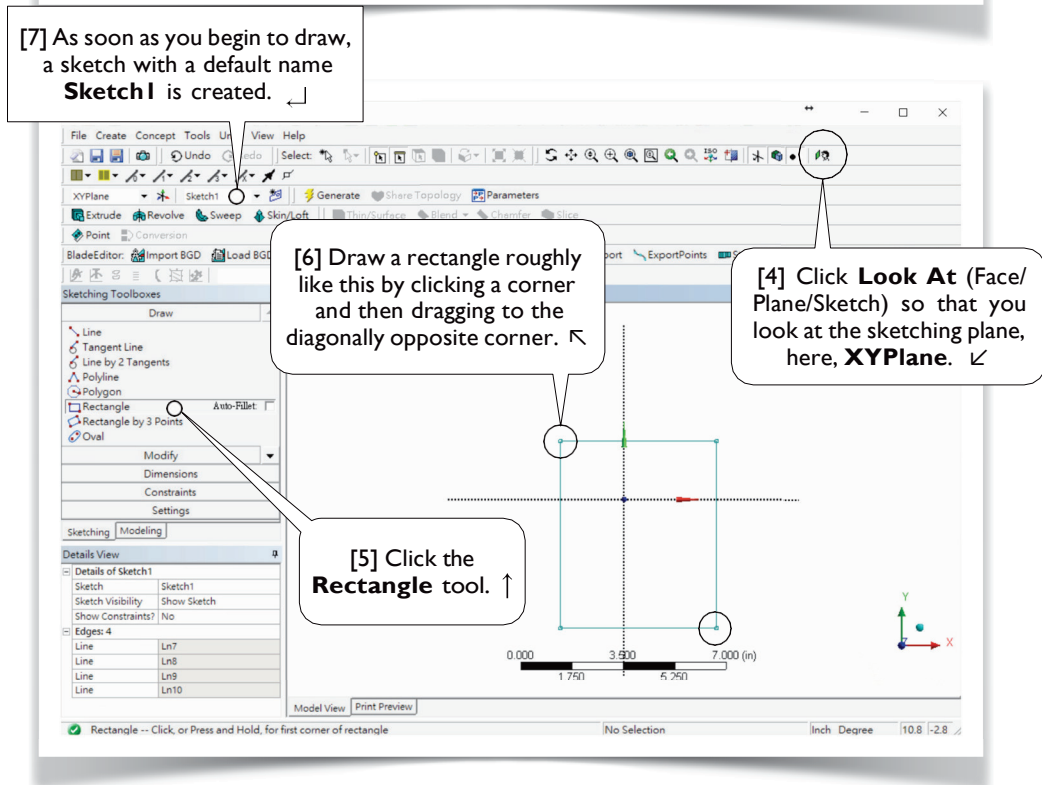 [7] As soon as you begin to draw,
a sketch with a default name
Sketch1 is created. ↵
File Create Concept Tools View Help
Undo Select:
XYPlane Sketch1 Generate Share Topology Parameters
Extrude Revolve Sweep Skin/Loft Thin/Surface Blend Chamfer Slice
Point Conversion
BladeEditor: Import BGD Load BGD ExportPoints
[6] Draw a rectangle roughly
like this by clicking a corner
and then dragging to the
diagonally opposite corner. ↖
[4] Click Look At (Face/
Plane/Sketch) so that you
look at the sketching plane,
here, XYPlane. ↙
Sketching Toolboxes
Draw
Line
Tangent Line
Line by 2 Tangents
Polyline
Polygon
Rectangle Auto-Fillet:
Rectangle by 3 Points
Oval
Modify
Dimensions
Constraints
Settings
Sketching Modeling
[5] Click the
Rectangle tool. ↑
Details View
Details of Sketch1
Sketch Sketch1
Sketch Visibility Show Sketch
Show Constraints? No
Edges: 4
Line Ln7
Line Ln8
Line Ln9
Line Ln10
0.000 3.500 7.000 (in)
1.750 5.250
Y
Z X
Model View Print Preview
Rectangle -- Click, or Press and Hold, for first corner of rectangle No Selection Inch Degree 10.8 -2.8